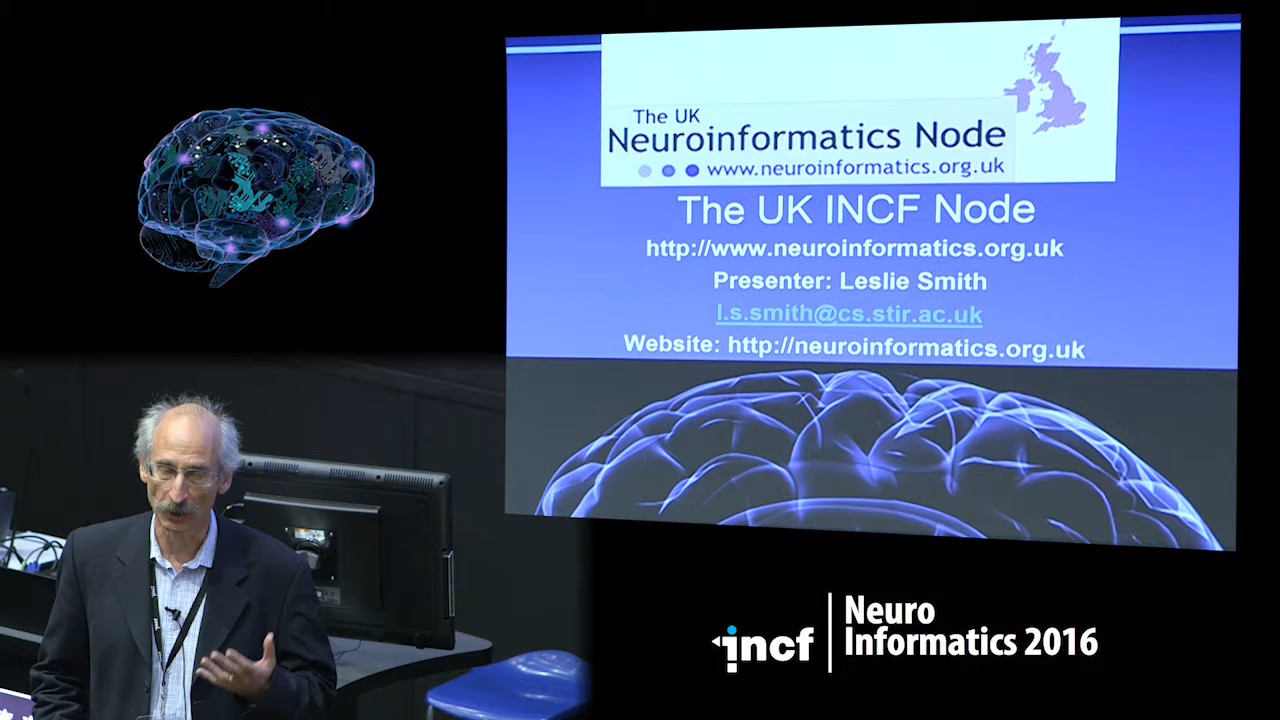 The UK
Neuroinformatics Node
www.neuroinformatics.org.uk
The UK INCF Node
http://www.neuroinformatics.org.uk
Presenter: Leslie Smith
l.s.smith@cs.stir.ac.uk
Website: http://neuroinformatics.org.uk
incf
Neuro
Informatics 2016